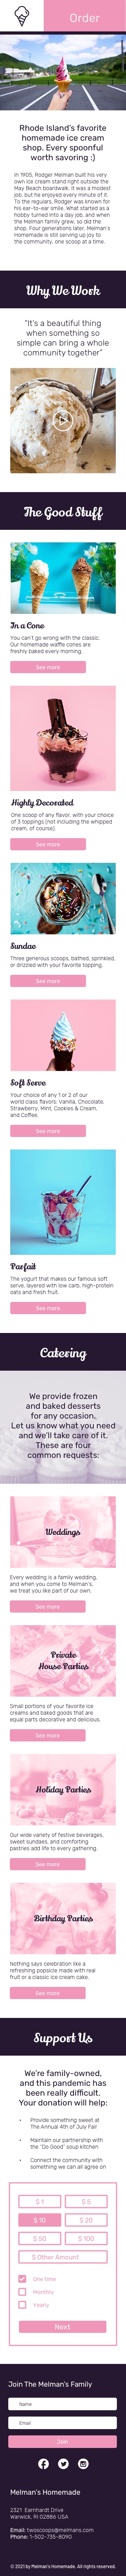 Order
Rhode Island's favorite
homemade ice cream
shop. Every spoonful
worth savoring :)
In 1905, Rodger Melman built his very
own ice cream stand right outside the
May Beach boardwalk. It was a modest
job, but he enjoyed every minute of it.
To the regulars, Rodger was known for
his ear-to-ear smile. What started as a
hobby turned into a day job, and when
the Melman family grew, so did the
shop. Four generations later, Melman's
Homemade is still serving up joy to
the community, one scoop at a time.
Why We Work
"It's a beautiful thing
when something so
simple can bring a whole
community together"
The Good Stuff
In a Cone
You can't go wrong with the classic.
Our homemade waffle cones are
freshly baked every morning.
See more
Highly Decorated
One scoop of any flavor, with your choice
of 3 toppings (not including the whipped
cream, of course).
See more
Sundae
Three generous scoops, bathed, sprinkled,
or drizzled with your favorite topping.
See more
Soft Serve
Your choice of any 1 or 2 of our
world class flavors: Vanilla, Chocolate,
Strawberry, Mint, Cookies & Cream,
and Coffee.
See more
Parfait
The yogurt that makes our famous soft
serve, layered with low carb, high-protein
oats and fresh fruit.
See more
Catering
We provide frozen
and baked desserts
for any occasion.
Let us know what you need
and we'll take care of it.
These are four
common requests:
Weddings
Every wedding is a family wedding,
and when you come to Melman's,
we treat you like part of our own.
See more
Private
House Parties
Small portions of your favorite ice
creams and baked goods that are
equal parts decorative and delicious.
See more
Holiday Parties
Our wide variety of festive beverages,
sweet sundaes, and comforting
pastries add life to every gathering.
See more
Birthday Parties
Nothing says celebration like a
refreshing popsicle made with real
fruit or a classic ice cream cake.
See more
Support Us
We're family-owned,
and this pandemic has
been really difficult.
Your donation will help:
• Provide something sweet at
The Annual 4th of July Fair
• Maintain our partnership with
the "Do Good" soup kitchen
• Connect the community with
something we can all agree on
$ 1
$ 5
$ 10
$ 20
$ 50
$ 100
$ Other Amount
One time
Monthly
Yearly
Next
Join The Melman's Family
Name
Email
Join
Melman's Homemade
2321 Earnhardt Drive
Warwick, RI 02886 USA
Email: twoscoops@melmans.com
Phone: 1-502-735-8090
© 2021 by Melman's Homemade. All rights reserved.